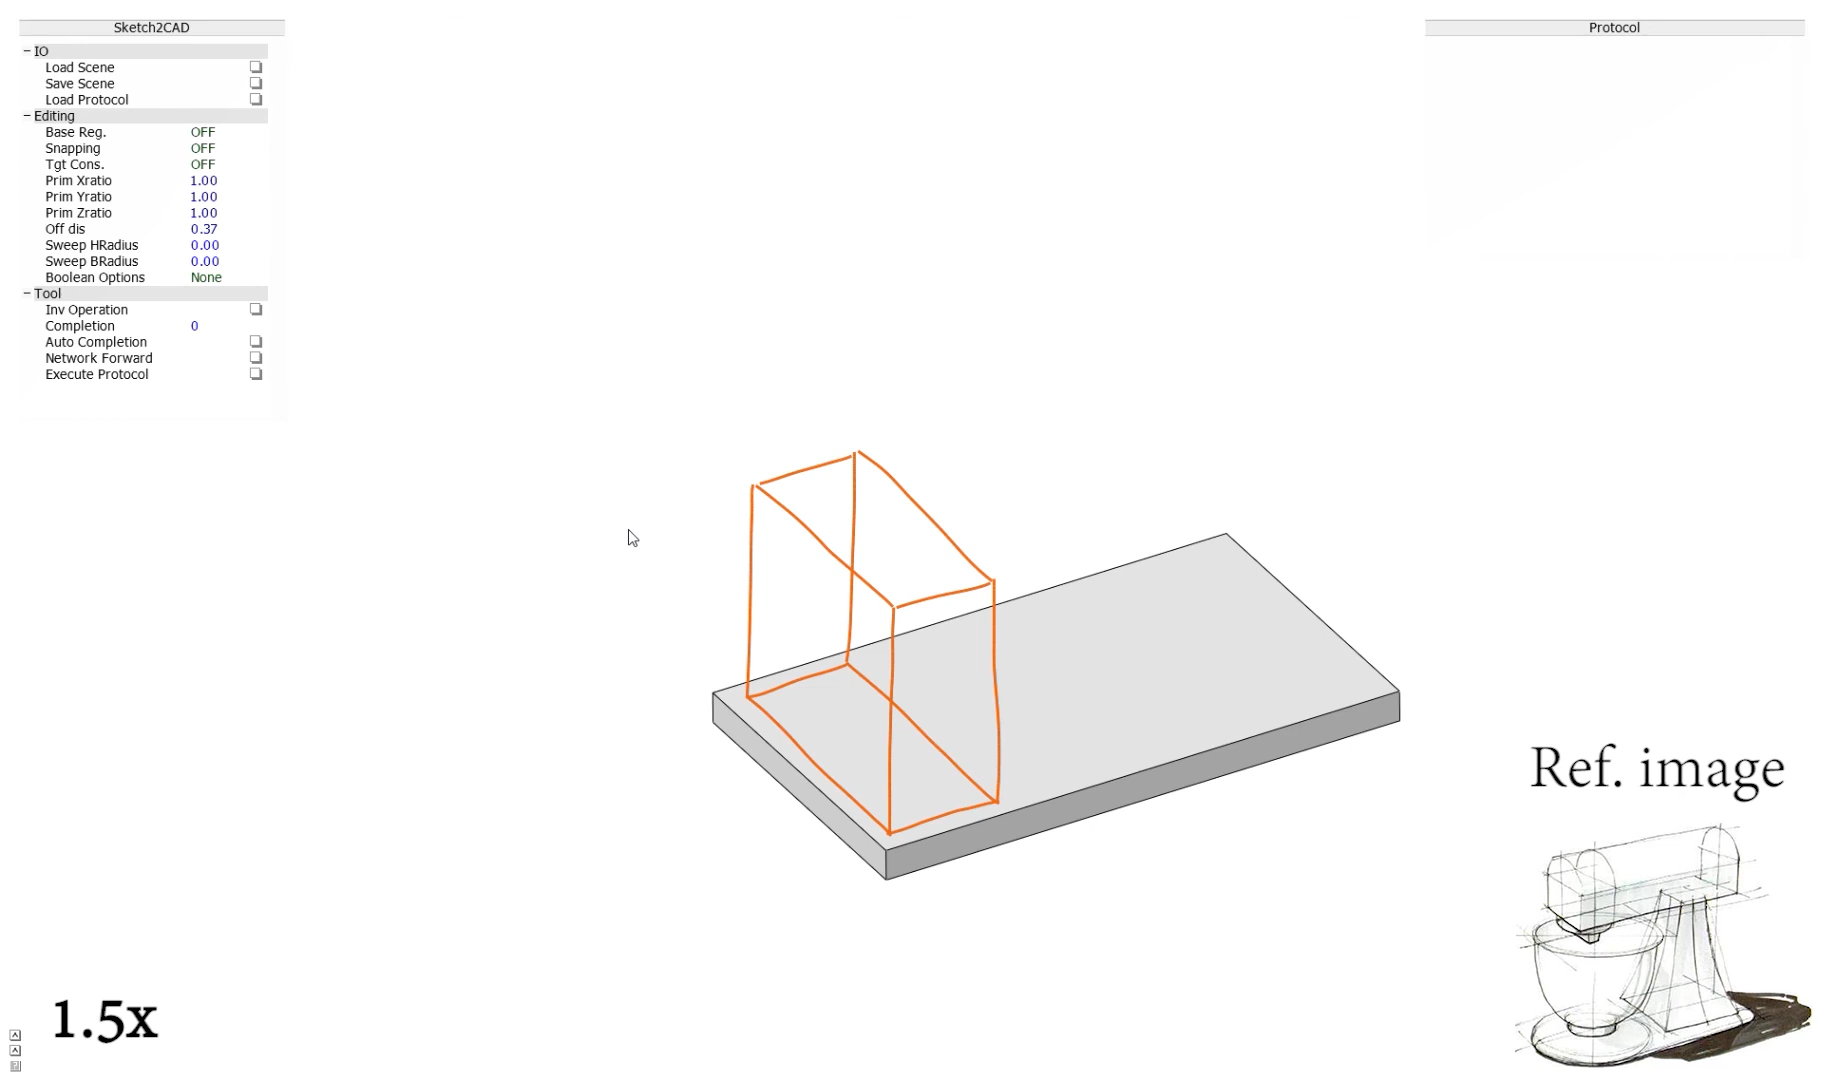 Sketch2CAD
− IO
Load Scene
Save Scene
Load Protocol
− Editing
Base Reg. OFF
Snapping OFF
Tgt Cons. OFF
Prim Xratio 1.00
Prim Yratio 1.00
Prim Zratio 1.00
Off dis 0.37
Sweep HRadius 0.00
Sweep BRadius 0.00
Boolean Options None
− Tool
Inv Operation
Completion 0
Auto Completion
Network Forward
Execute Protocol
Protocol
Ref. image
1.5x